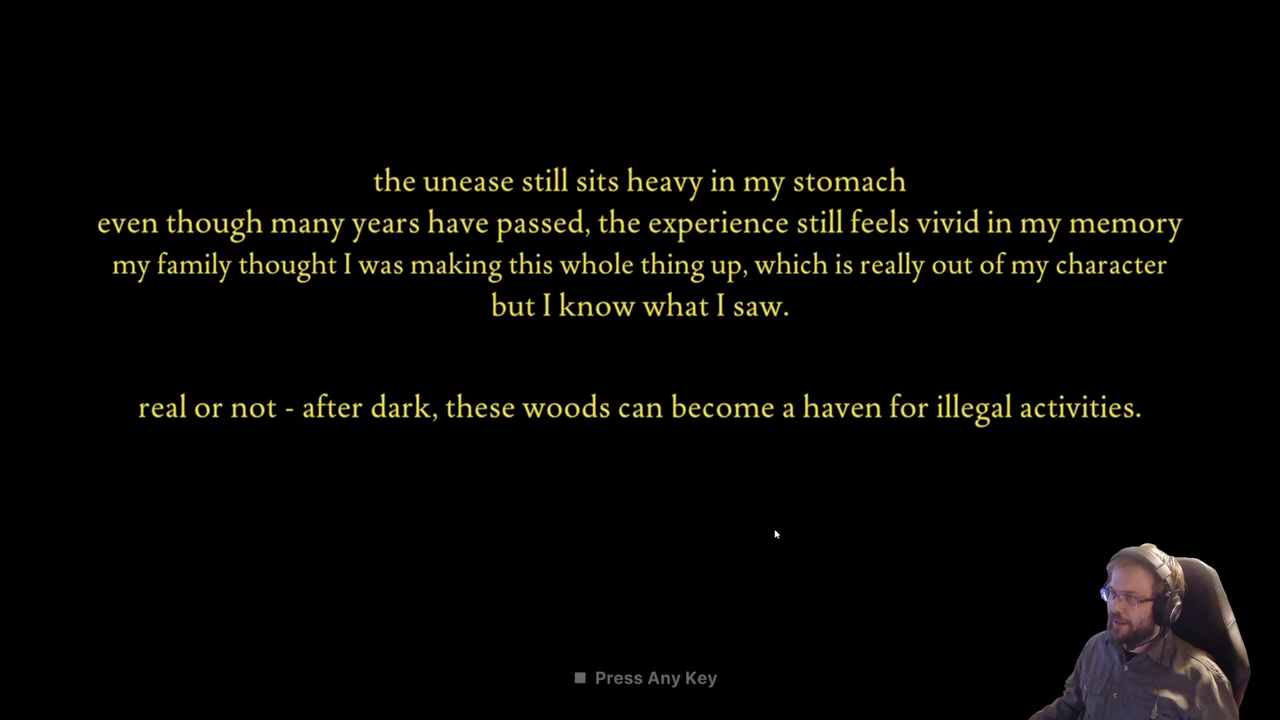 the unease still sits heavy in my stomach
even though many years have passed, the experience still feels vivid in my memory
my family thought I was making this whole thing up, which is really out of my character
but I know what I saw.
real or not - after dark, these woods can become a haven for illegal activities.
Press Any Key